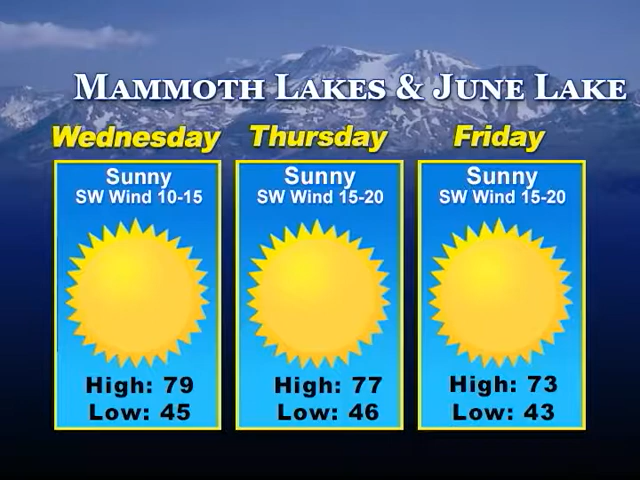 Mammoth Lakes & June Lake
Wednesday Thursday Friday
Sunny
SW Wind 10-15
High: 79
Low: 45
Sunny
SW Wind 15-20
High: 77
Low: 46
Sunny
SW Wind 15-20
High: 73
Low: 43